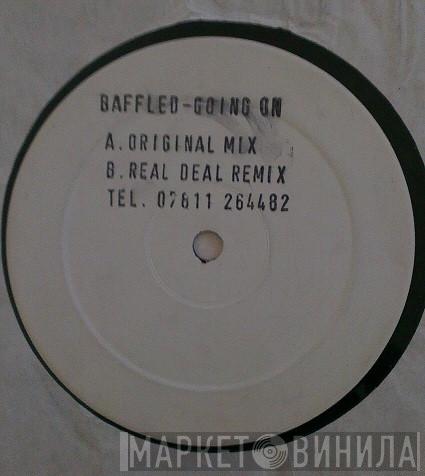 BAFFLED-GOING ON
A. ORIGINAL MIX
B. REAL DEAL REMIX
TEL. 07811 264482
МАРКЕТ ВИНИЛА